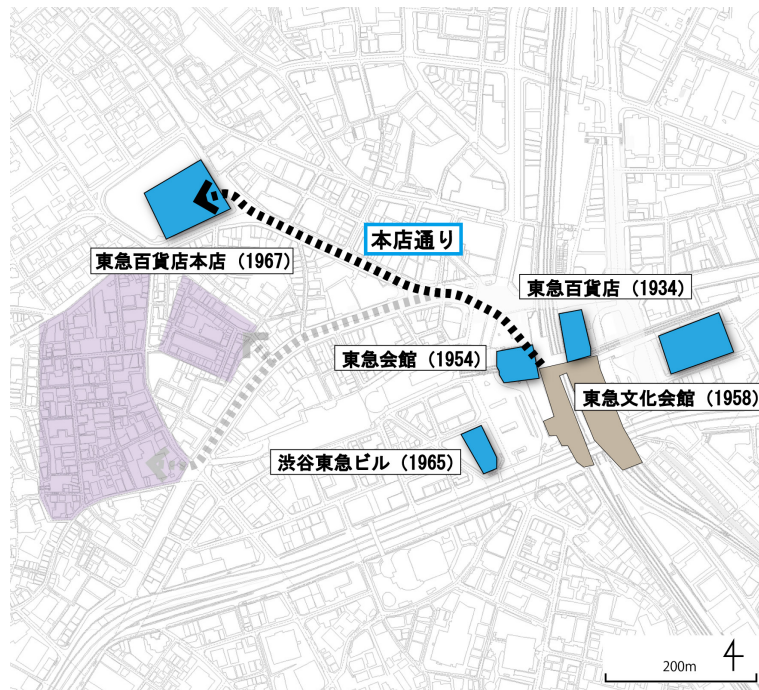 本店通り
東急百貨店本店（1967）
東急百貨店（1934）
東急会館（1954）
東急文化会館（1958）
渋谷東急ビル（1965）
200m